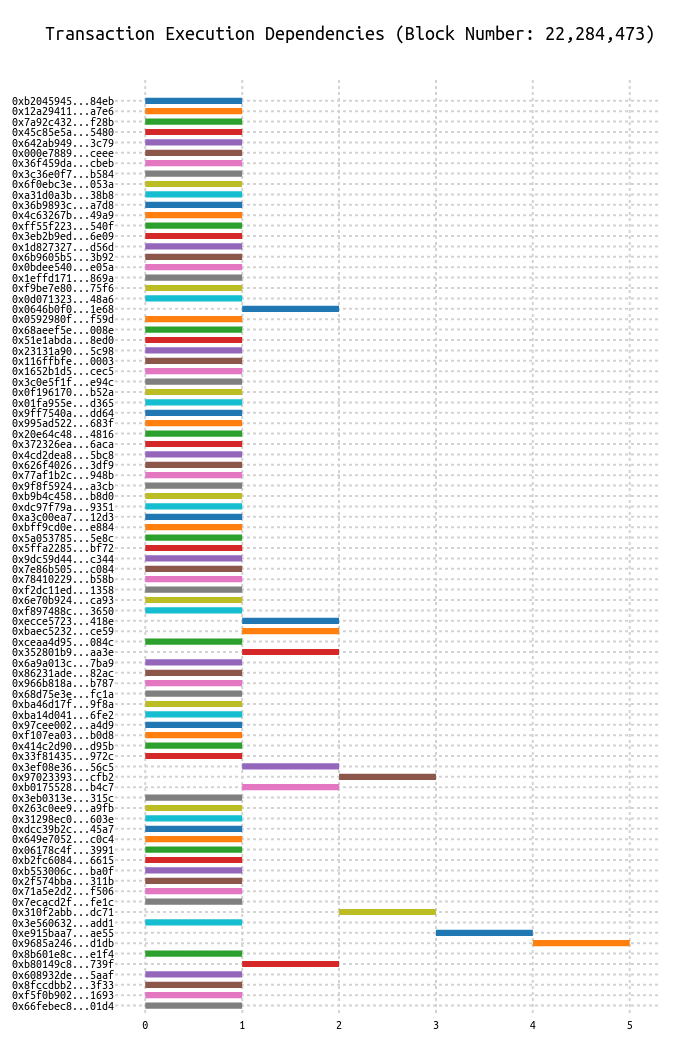 Transaction Execution Dependencies (Block Number: 22,284,473)
0xb2045945...84eb
0x12a29411...a7e6
0x7a92c432...f28b
0x45c85e5a...5480
0x642ab949...3c79
0x000e7889...ceee
0x36f459da...cbeb
0x3c36e0f7...b584
0x6f0ebc3e...053a
0xa31d0a3b...38b8
0x36b9893c...a7d8
0x4c63267b...49a9
0xff55f223...540f
0x3eb2b9ed...6e09
0x1d827327...d56d
0x6b9605b5...3b92
0x0bdee540...e05a
0x1effd171...869a
0xf9be7e80...75f6
0x0d071323...48a6
0x0646b0f0...1e68
0x0592980f...f59d
0x68aeef5e...008e
0x51e1abda...8ed0
0x23131a90...5c98
0x116ffbfe...0003
0x1652b1d5...cec5
0x3c0e5f1f...e94c
0x0f196170...b52a
0x01fa955e...d365
0x9ff7540a...dd64
0x995ad522...683f
0x20e64c48...4816
0x372326ea...6aca
0x4cd2dea8...5bc8
0x626f4026...3df9
0x77af1b2c...948b
0x9f8f5924...a3cb
0xb9b4c458...b8d0
0xdc97f79a...9351
0xa3c00ea7...12d3
0xbff9cd0e...e884
0x5a053785...5e8c
0x5ffa2285...bf72
0x9dc59d44...c344
0x7e86b505...c084
0x78410229...b58b
0xf2dc11ed...1358
0x6e70b924...ca93
0xf897488c...3650
0xecce5723...418e
0xbaec5232...ce59
0xceaa4d95...084c
0x352801b9...aa3e
0x6a9a013c...7ba9
0x86231ade...82ac
0x966b818a...b787
0x68d75e3e...fc1a
0xba46d17f...9f8a
0xba14d041...6fe2
0x97cee002...a4d9
0xf107ea03...b0d8
0x414c2d90...d95b
0x33f81435...972c
0x3ef08e36...56c5
0x97023393...cfb2
0xb0175528...b4c7
0x3eb0313e...315c
0x263c0ee9...a9fb
0x31298ec0...603e
0xdcc39b2c...45a7
0x649e7052...c0c4
0x06178c4f...3991
0xb2fc6084...6615
0xb553006c...ba0f
0x2f574bba...311b
0x71a5e2d2...f506
0x7ecacd2f...fe1c
0x310f2abb...dc71
0x3e560632...add1
0xe915baa7...ae55
0x9685a246...d1db
0x8b601e8c...e1f4
0xb80149c8...739f
0x608932de...5aaf
0x8fccdbb2...3f33
0xf5f0b902...1693
0x66febec8...01d4
0 1 2 3 4 5